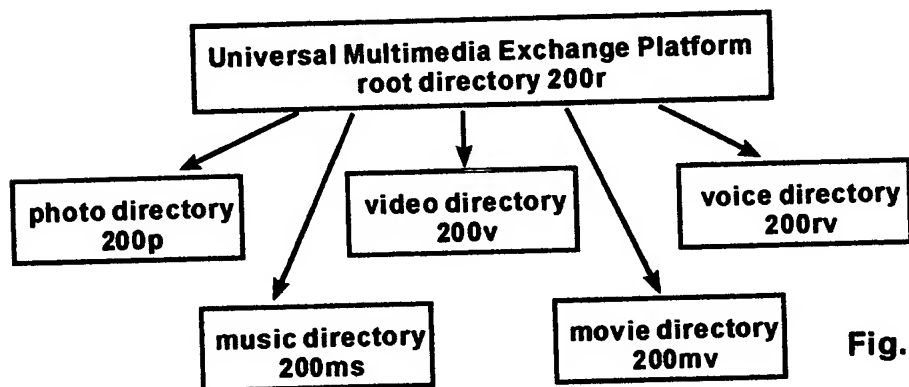 Universal Multimedia Exchange Platform
root directory 200r
photo directory
200p
video directory
200v
voice directory
200rv
music directory
200ms
movie directory
200mv
Fig.